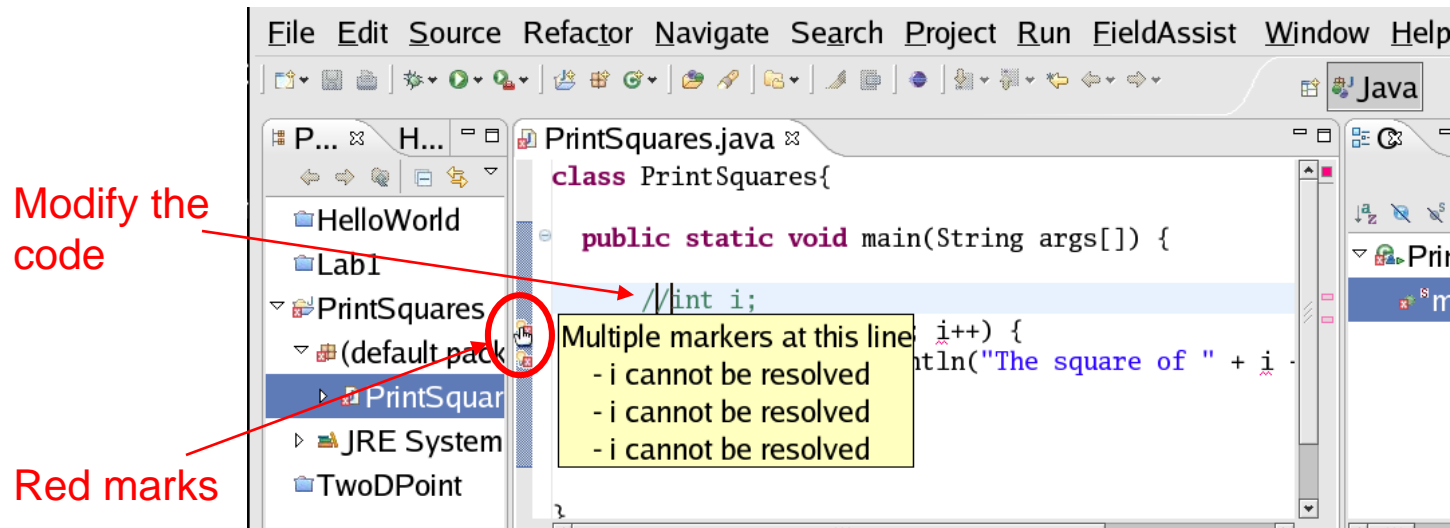 File Edit Source Refactor Navigate Search Project Run FieldAssist Window Help
Java
P... H...
PrintSquares.java
Modify the
code
HelloWorld
Lab1
PrintSquares
(default pack
PrintSquar
JRE System
TwoDPoint
class PrintSquares{
public static void main(String args[]) {
//int i;
i++) {
ntln("The square of " + i -
}
Multiple markers at this line
- i cannot be resolved
- i cannot be resolved
- i cannot be resolved
Prin
m
Red marks